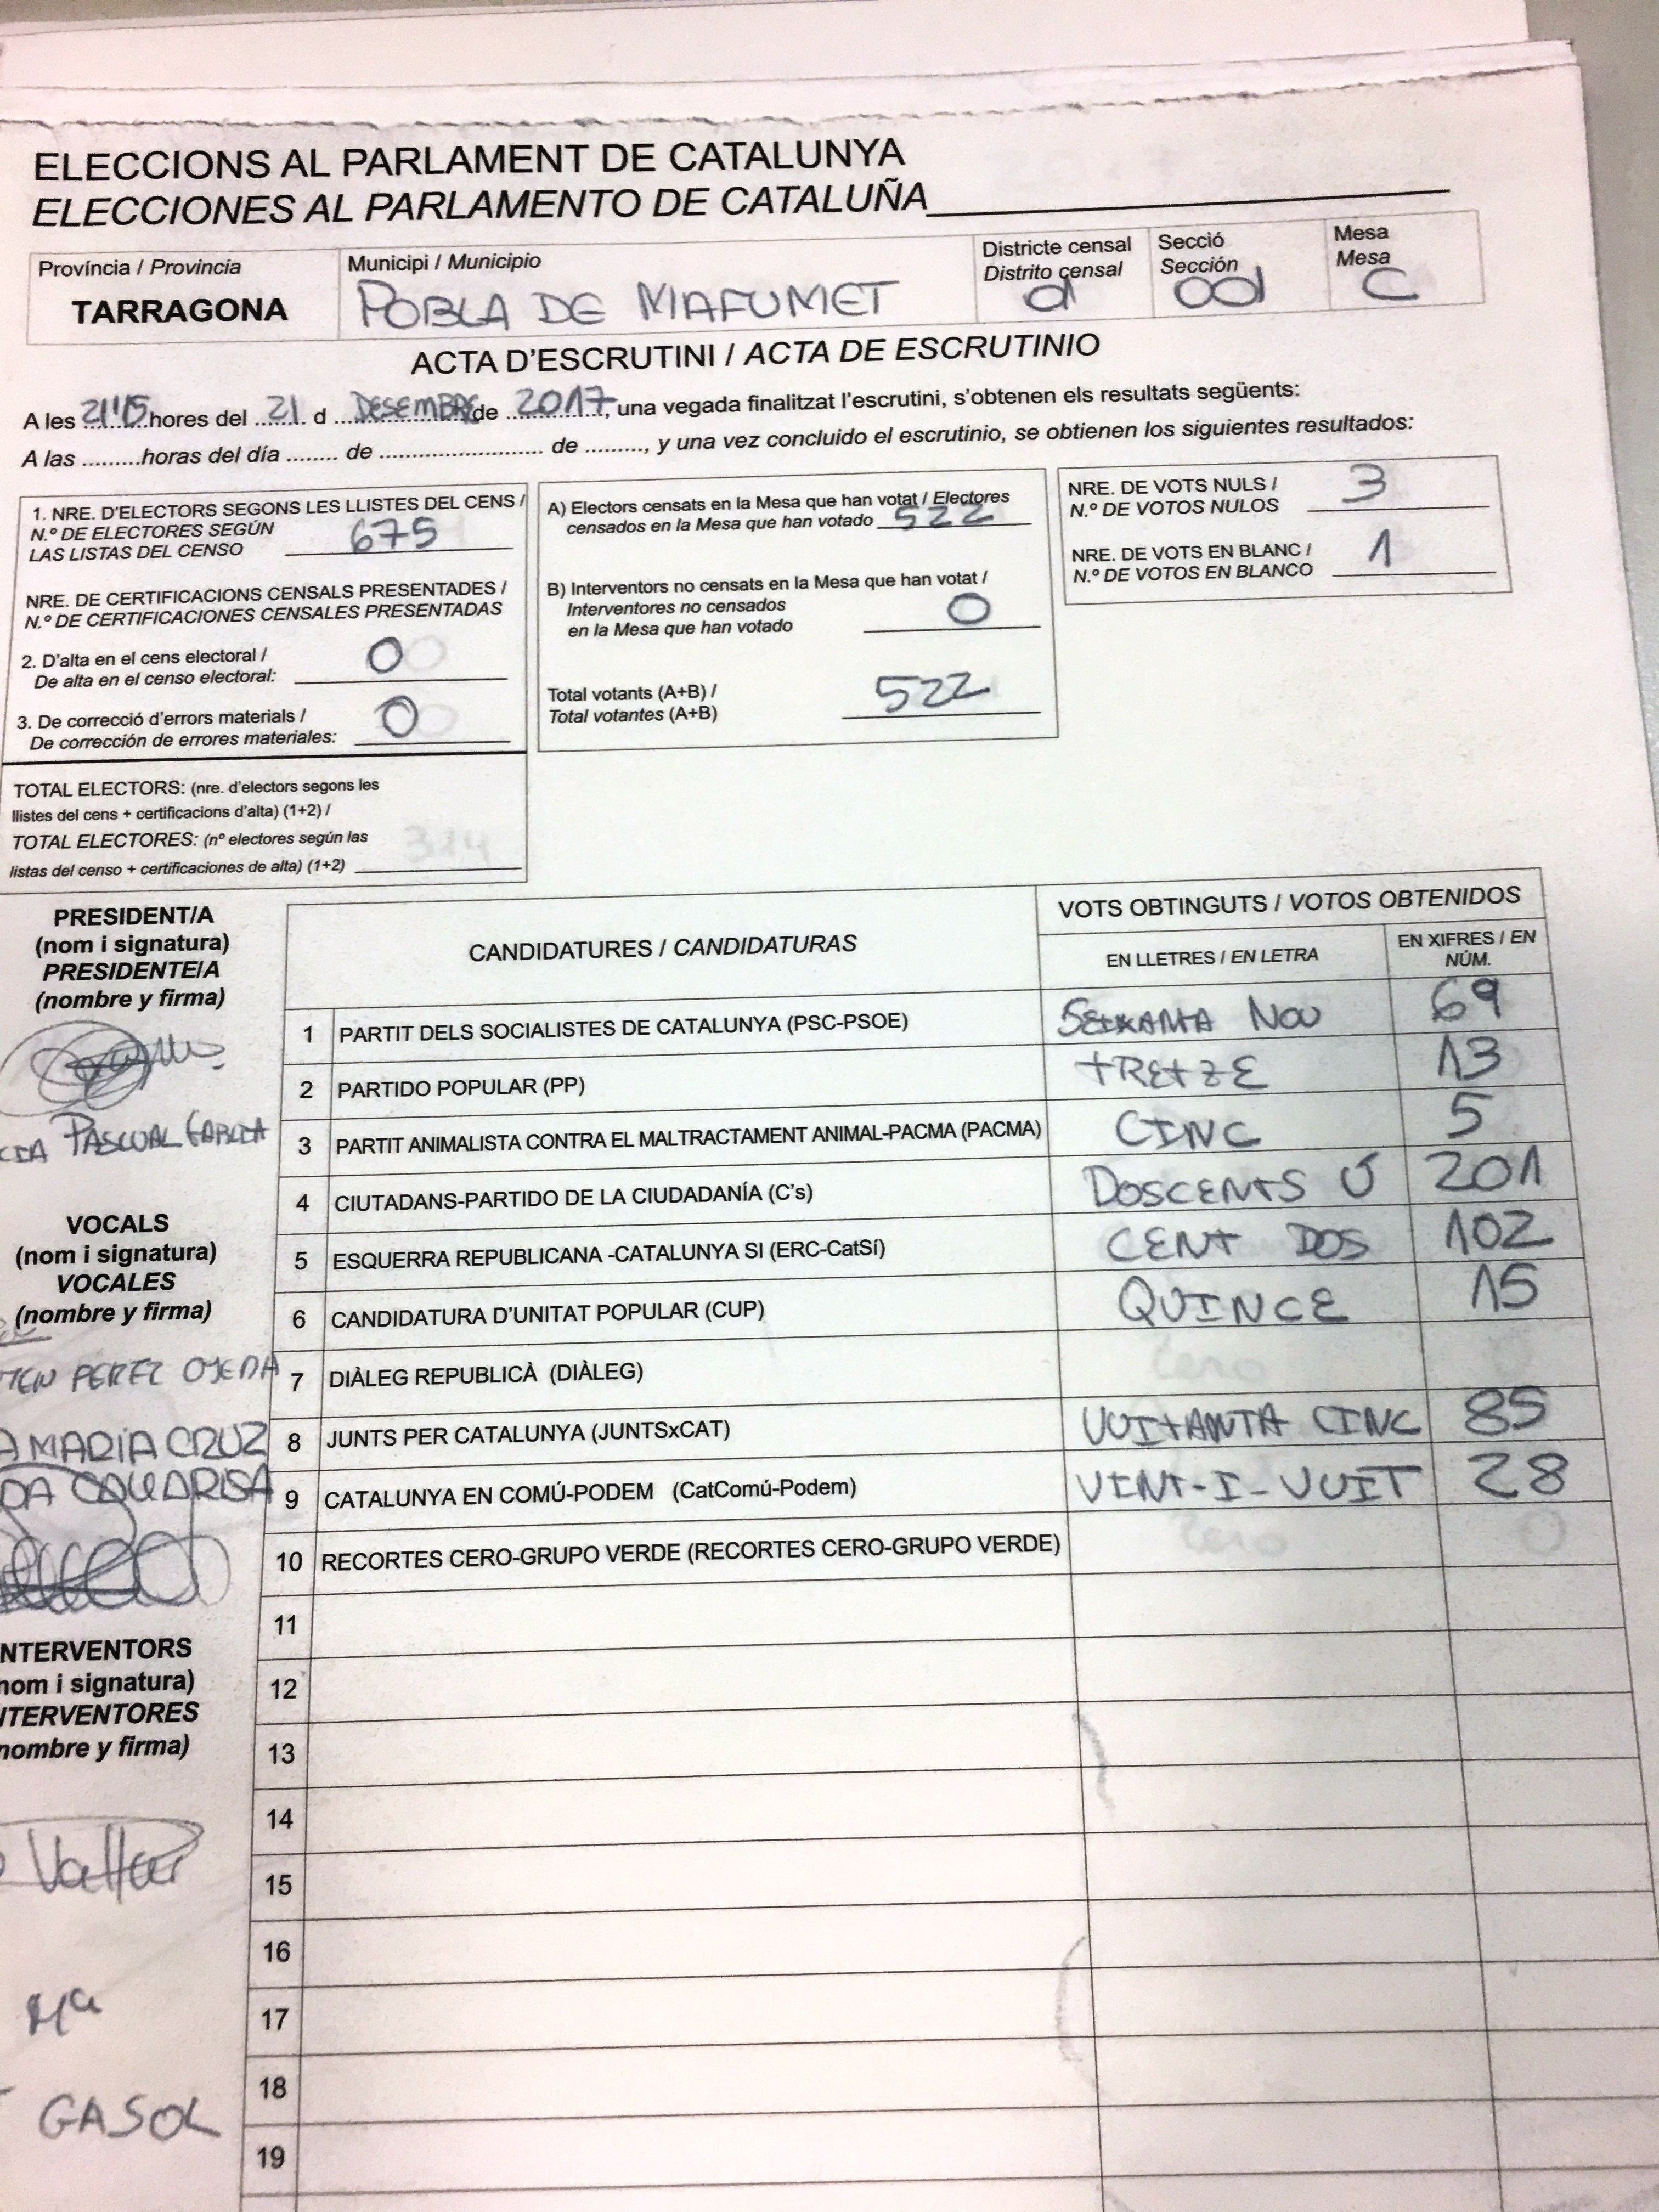 ELECCIONS AL PARLAMENT DE CATALUNYA
ELECCIONES AL PARLAMENTO DE CATALUÑA
Província / Provincia
TARRAGONA
Municipi / Municipio
POBLA DE MAFUMET
Districte censal
Distrito censal
01
Secció
Sección
001
Mesa
Mesa
C
ACTA D'ESCRUTINI / ACTA DE ESCRUTINIO
A les 21'15 hores del 21 d DESEMBRE de 2017, una vegada finalitzat l'escrutini, s'obtenen els resultats següents:
A las .........horas del día ........ de .......................... de ........., y una vez concluido el escrutinio, se obtienen los siguientes resultados:
1. NRE. D'ELECTORS SEGONS LES LLISTES DEL CENS /
N.º DE ELECTORES SEGÚN
LAS LISTAS DEL CENSO 675
NRE. DE CERTIFICACIONS CENSALS PRESENTADES /
N.º DE CERTIFICACIONES CENSALES PRESENTADAS
2. D'alta en el cens electoral /
De alta en el censo electoral: 0
3. De correcció d'errors materials /
De corrección de errores materiales: 0
TOTAL ELECTORS: (nre. d'electors segons les
llistes del cens + certificacions d'alta) (1+2) /
TOTAL ELECTORES: (nº electores según las
listas del censo + certificaciones de alta) (1+2)
A) Electors censats en la Mesa que han votat / Electores
censados en la Mesa que han votado 522
B) Interventors no censats en la Mesa que han votat /
Interventores no censados
en la Mesa que han votado 0
Total votants (A+B) /
Total votantes (A+B) 522
NRE. DE VOTS NULS /
N.º DE VOTOS NULOS 3
NRE. DE VOTS EN BLANC /
N.º DE VOTOS EN BLANCO 1
PRESIDENT/A
(nom i signatura)
PRESIDENTE/A
(nombre y firma)
PASCUAL GARCIA
VOCALS
(nom i signatura)
VOCALES
(nombre y firma)
PEREZ OJEDA
MARIA CRUZ
NTERVENTORS
nom i signatura)
NTERVENTORES
nombre y firma)
Mª
GASOL
CANDIDATURES / CANDIDATURAS
VOTS OBTINGUTS / VOTOS OBTENIDOS
EN LLETRES / EN LETRA
EN XIFRES / EN
NÚM.
1 PARTIT DELS SOCIALISTES DE CATALUNYA (PSC-PSOE) SEIXANTA NOU 69
2 PARTIDO POPULAR (PP) TRETZE 13
3 PARTIT ANIMALISTA CONTRA EL MALTRACTAMENT ANIMAL-PACMA (PACMA) CINC 5
4 CIUTADANS-PARTIDO DE LA CIUDADANÍA (C's) DOSCENTS Ú 201
5 ESQUERRA REPUBLICANA -CATALUNYA SI (ERC-CatSí) CENT DOS 102
6 CANDIDATURA D'UNITAT POPULAR (CUP) QUINCE 15
7 DIÀLEG REPUBLICÀ (DIÀLEG) Zero 0
8 JUNTS PER CATALUNYA (JUNTSxCAT) VUITANTA CINC 85
9 CATALUNYA EN COMÚ-PODEM (CatComú-Podem) VINT-I-VUIT 28
10 RECORTES CERO-GRUPO VERDE (RECORTES CERO-GRUPO VERDE) Zero 0
11
12
13
14
15
16
17
18
19